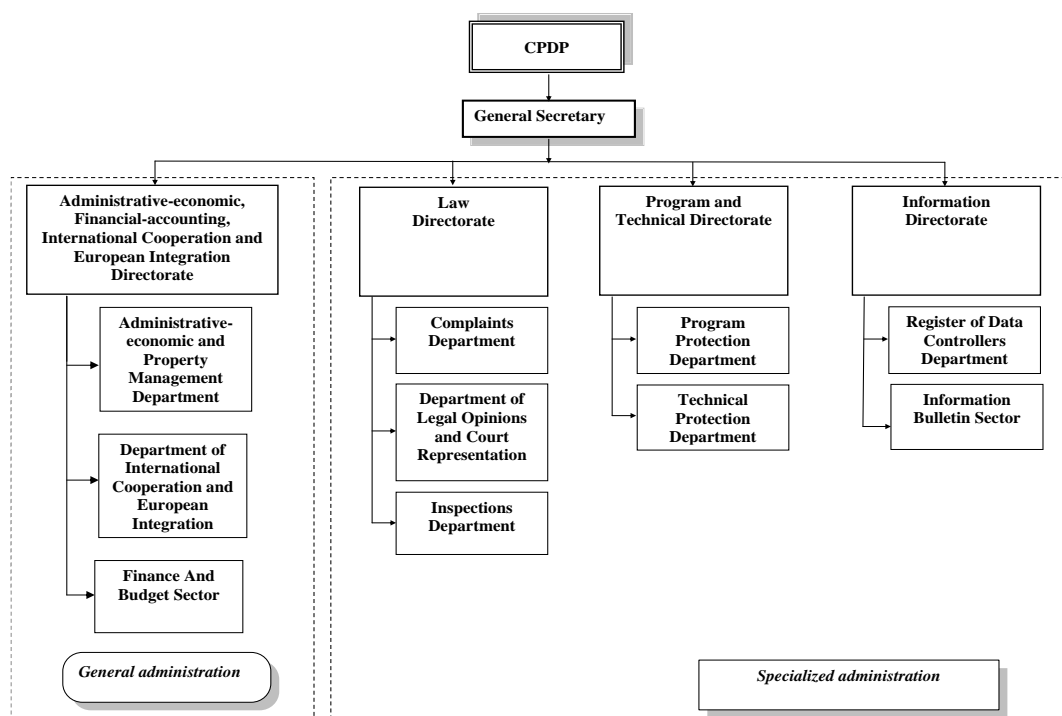 CPDP
General Secretary
Administrative-economic,
Financial-accounting,
International Cooperation and
European Integration
Directorate
Administrative-
economic and
Property
Management
Department
Department of
International
Cooperation and
European
Integration
Finance And
Budget Sector
General administration
Law
Directorate
Complaints
Department
Department of
Legal Opinions
and Court
Representation
Inspections
Department
Program and
Technical Directorate
Program
Protection
Department
Technical
Protection
Department
Information
Directorate
Register of Data
Controllers
Department
Information
Bulletin Sector
Specialized administration